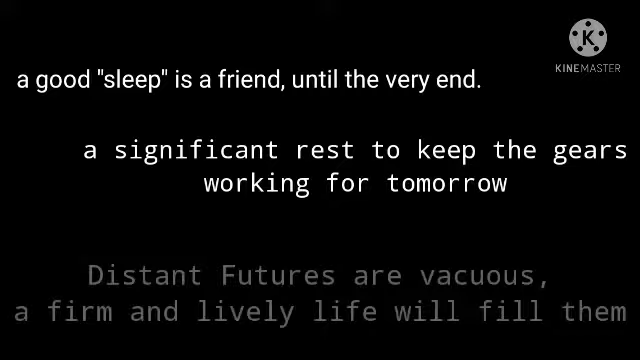 KINEMASTER
a good "sleep" is a friend, until the very end.
a significant rest to keep the gears
working for tomorrow
Distant Futures are vacuous,
a firm and lively life will fill them